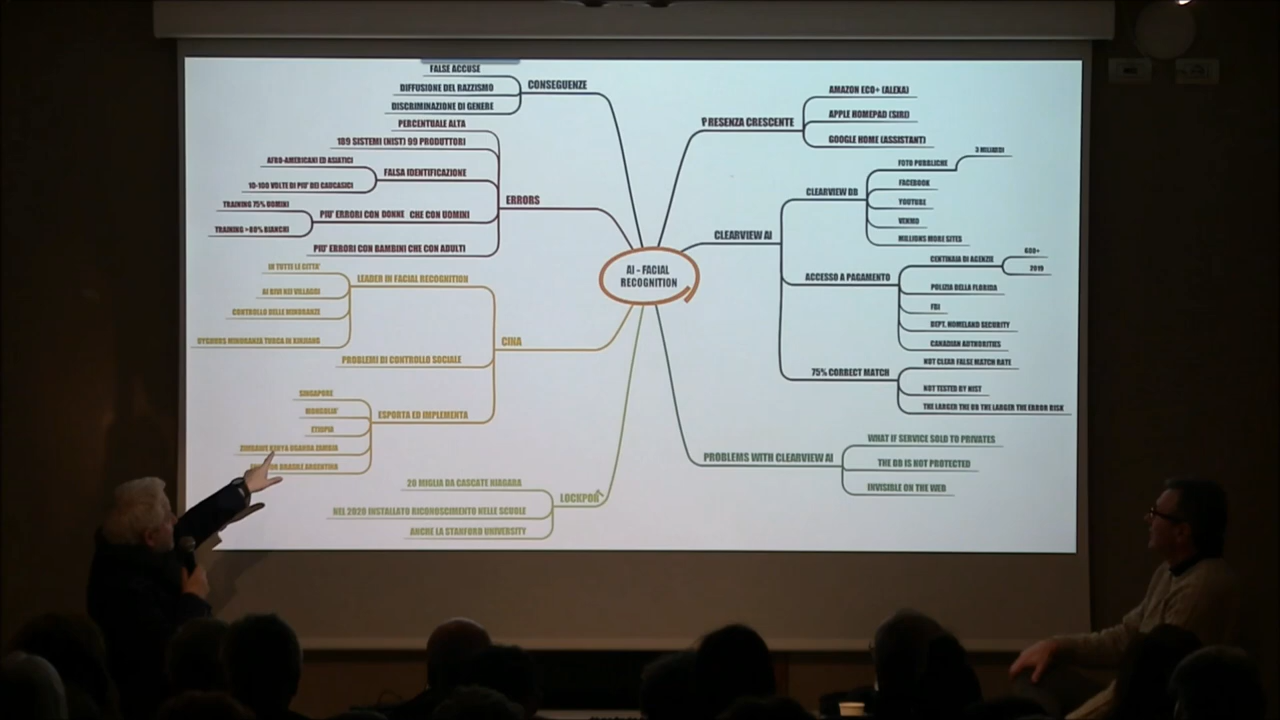 FALSE ACCUSE
DIFFUSIONE DEL RAZZISMO
DISCRIMINAZIONE DI GENERE
CONSEGUENZE
PERCENTUALE ALTA
189 SISTEMI (NIST) 99 PRODUTTORI
AFRO-AMERICANI ED ASIATICI
10-100 VOLTE DI PIU' DEI CAUCASICI
FALSA IDENTIFICAZIONE
TRAINING 75% UOMINI
TRAINING >80% BIANCHI
PIU' ERRORI CON DONNE CHE CON UOMINI
PIU' ERRORI CON BAMBINI CHE CON ADULTI
ERRORS
IN TUTTE LE CITTA'
AI RIVI NEI VILLAGGI
CONTROLLO DELLE MINORANZE
UYGHURS MINORANZA TURCA IN XINJIANG
LEADER IN FACIAL RECOGNITION
PROBLEMI DI CONTROLLO SOCIALE
SINGAPORE
MONGOLIA'
ETIOPIA
ZIMBAWE KENYA UGANDA ZAMBIA
BRASILE ARGENTINA
ESPORTA ED IMPLEMENTA
CINA
20 MIGLIA DA CASCATE NIAGARA
NEL 2020 INSTALLATO RICONOSCIMENTO NELLE SCUOLE
ANCHE LA STANFORD UNIVERSITY
LOCKPOR
AI - FACIAL
RECOGNITION
PRESENZA CRESCENTE
AMAZON ECO+ (ALEXA)
APPLE HOMEPAD (SIRI)
GOOGLE HOME (ASSISTANT)
CLEARVIEW AI
CLEARVIEW DB
FOTO PUBBLICHE
3 MILIARDI
FACEBOOK
YOUTUBE
VENMO
MILLIONS MORE SITES
ACCESSO A PAGAMENTO
CENTINAIA DI AGENZIE
600+
2019
POLIZIA DELLA FLORIDA
FBI
DEPT. HOMELAND SECURITY
CANADIAN AUTHORITIES
75% CORRECT MATCH
NOT CLEAR FALSE MATCH RATE
NOT TESTED BY NIST
THE LARGER THE DB THE LARGER THE ERROR RISK
PROBLEMS WITH CLEARVIEW AI
WHAT IF SERVICE SOLD TO PRIVATES
THE DB IS NOT PROTECTED
INVISIBLE ON THE WEB